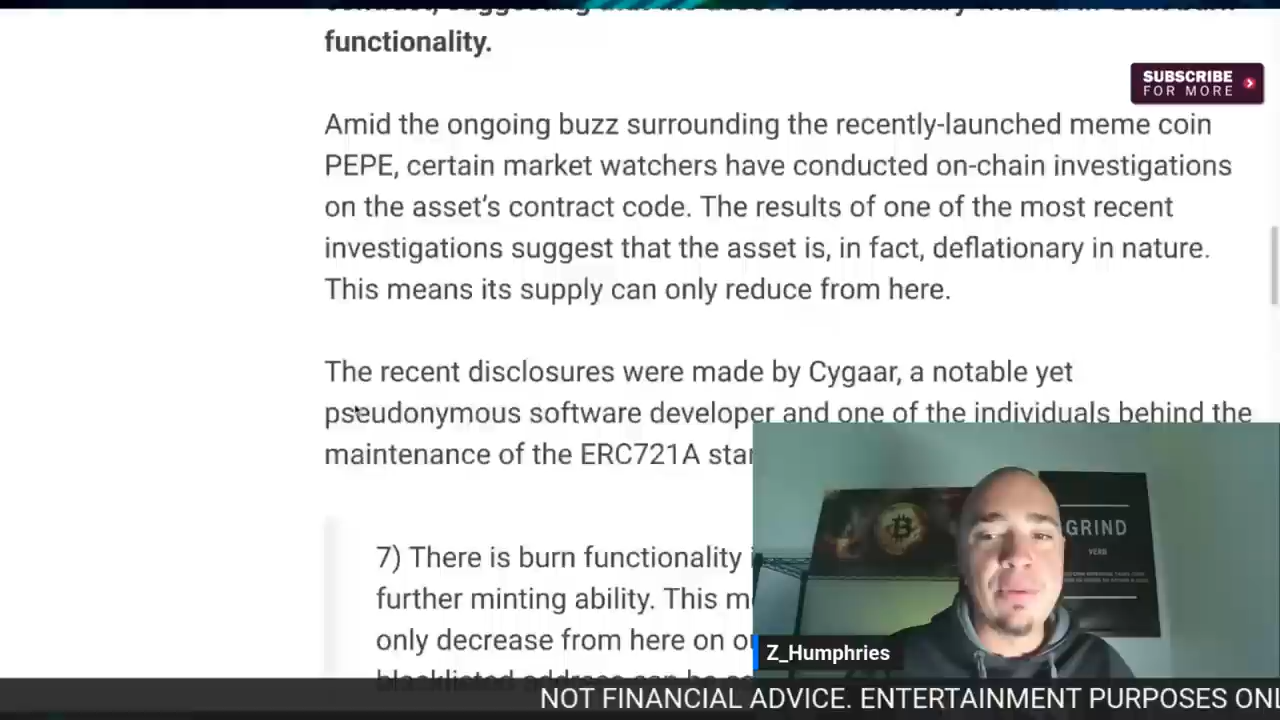 functionality.
SUBSCRIBE
FOR MORE
Amid the ongoing buzz surrounding the recently-launched meme coin
PEPE, certain market watchers have conducted on-chain investigations
on the asset's contract code. The results of one of the most recent
investigations suggest that the asset is, in fact, deflationary in nature.
This means its supply can only reduce from here.
The recent disclosures were made by Cygaar, a notable yet
pseudonymous software developer and one of the individuals behind the
maintenance of the ERC721A
7) There is burn functionality
further minting ability. This
only decrease from here on
GRIND
VERB
Z_Humphries
NOT FINANCIAL ADVICE. ENTERTAINMENT PURPOSES